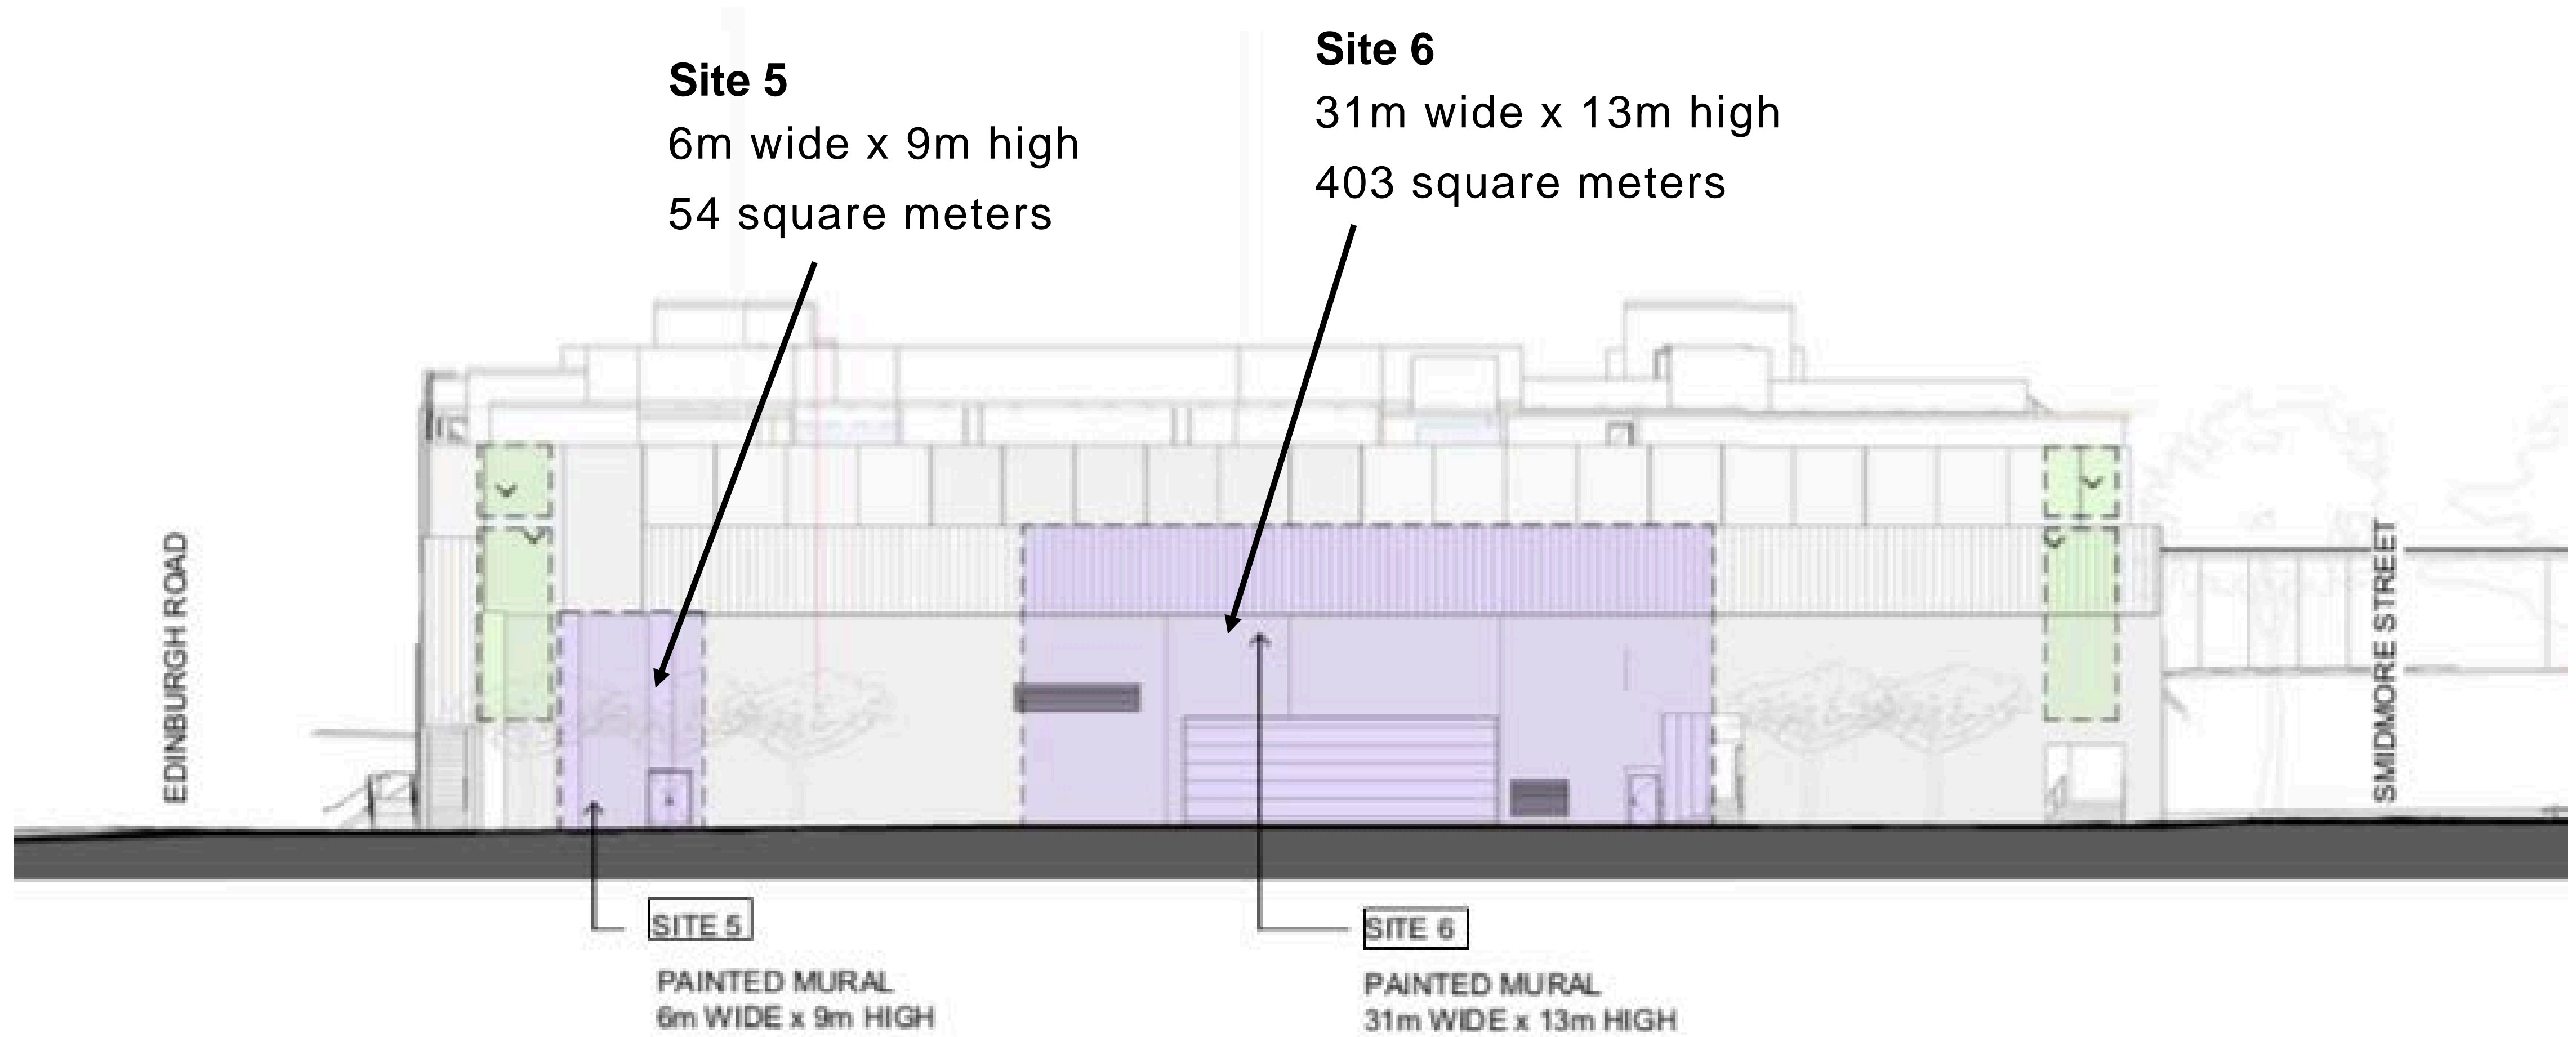 Site 5
6m wide x 9m high
54 square meters
Site 6
31m wide x 13m high
403 square meters
EDINBURGH ROAD
SMIDMORE STREET
SITE 5
PAINTED MURAL
6m WIDE x 9m HIGH
SITE 6
PAINTED MURAL
31m WIDE x 13m HIGH